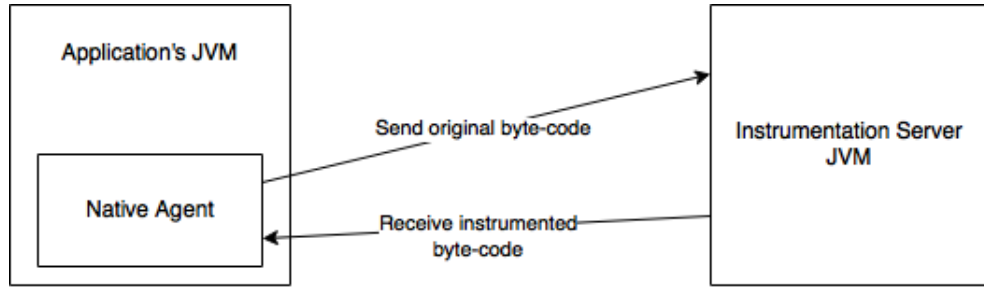 Application's JVM
Send original byte-code
Instrumentation Server
JVM
Native Agent
Receive instrumented
byte-code